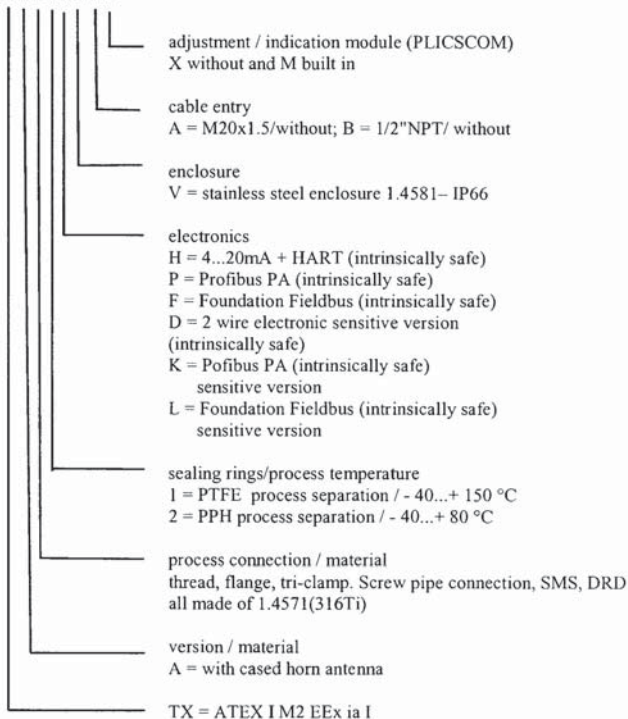 adjustment / indication module (PLICSCOM)
X without and M built in
cable entry
A = M20x1.5/without; B = 1/2"NPT/ without
enclosure
V = stainless steel enclosure 1.4581– IP66
electronics
H = 4...20mA + HART (intrinsically safe)
P = Profibus PA (intrinsically safe)
F = Foundation Fieldbus (intrinsically safe)
D = 2 wire electronic sensitive version
(intrinsically safe)
K = Pofibus PA (intrinsically safe)
sensitive version
L = Foundation Fieldbus (intrinsically safe)
sensitive version
sealing rings/process temperature
1 = PTFE process separation / - 40...+ 150 °C
2 = PPH process separation / - 40...+ 80 °C
process connection / material
thread, flange, tri-clamp. Screw pipe connection, SMS, DRD
all made of 1.4571(316Ti)
version / material
A = with cased horn antenna
TX = ATEX I M2 EEx ia I